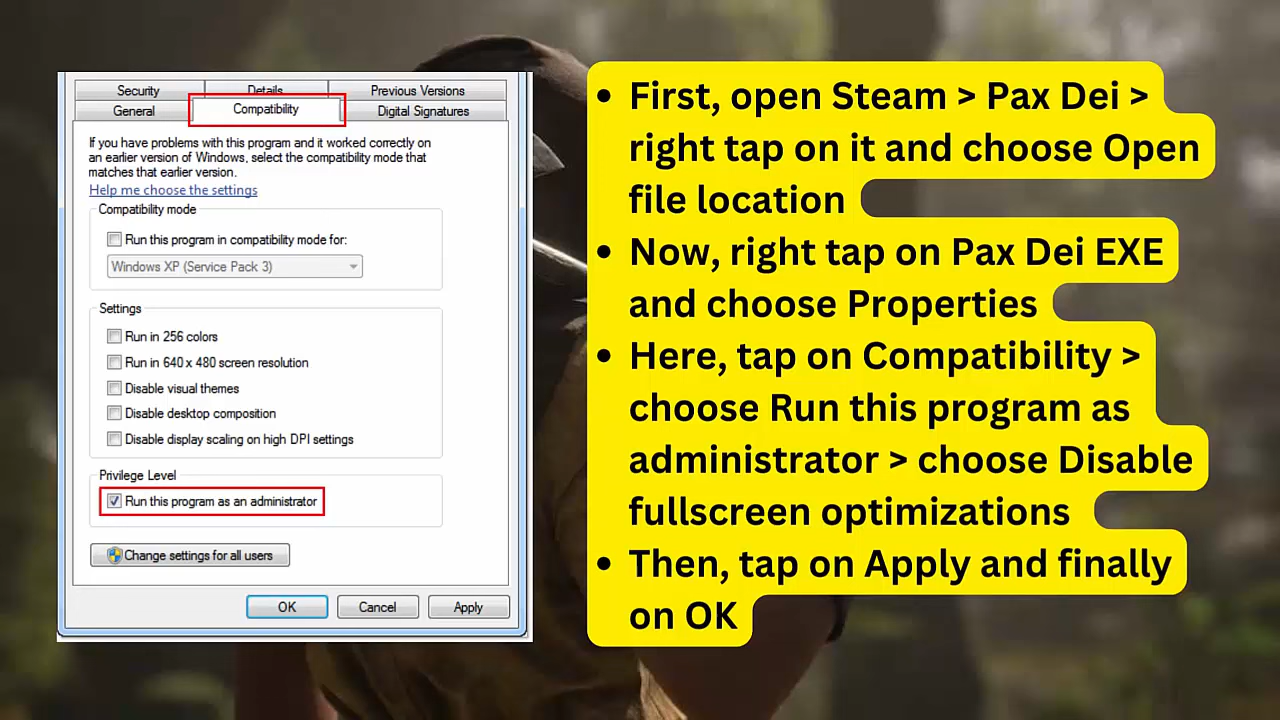 Security
Details
Previous Versions
General
Compatibility
Digital Signatures
If you have problems with this program and it worked correctly on
an earlier version of Windows, select the compatibility mode that
matches that earlier version.
Help me choose the settings
Compatibility mode
Run this program in compatibility mode for:
Windows XP (Service Pack 3)
Settings
Run in 256 colors
Run in 640 x 480 screen resolution
Disable visual themes
Disable desktop composition
Disable display scaling on high DPI settings
Privilege Level
Run this program as an administrator
Change settings for all users
OK
Cancel
Apply
• First, open Steam > Pax Dei >
right tap on it and choose Open
file location
• Now, right tap on Pax Dei EXE
and choose Properties
• Here, tap on Compatibility >
choose Run this program as
administrator > choose Disable
fullscreen optimizations
• Then, tap on Apply and finally
on OK